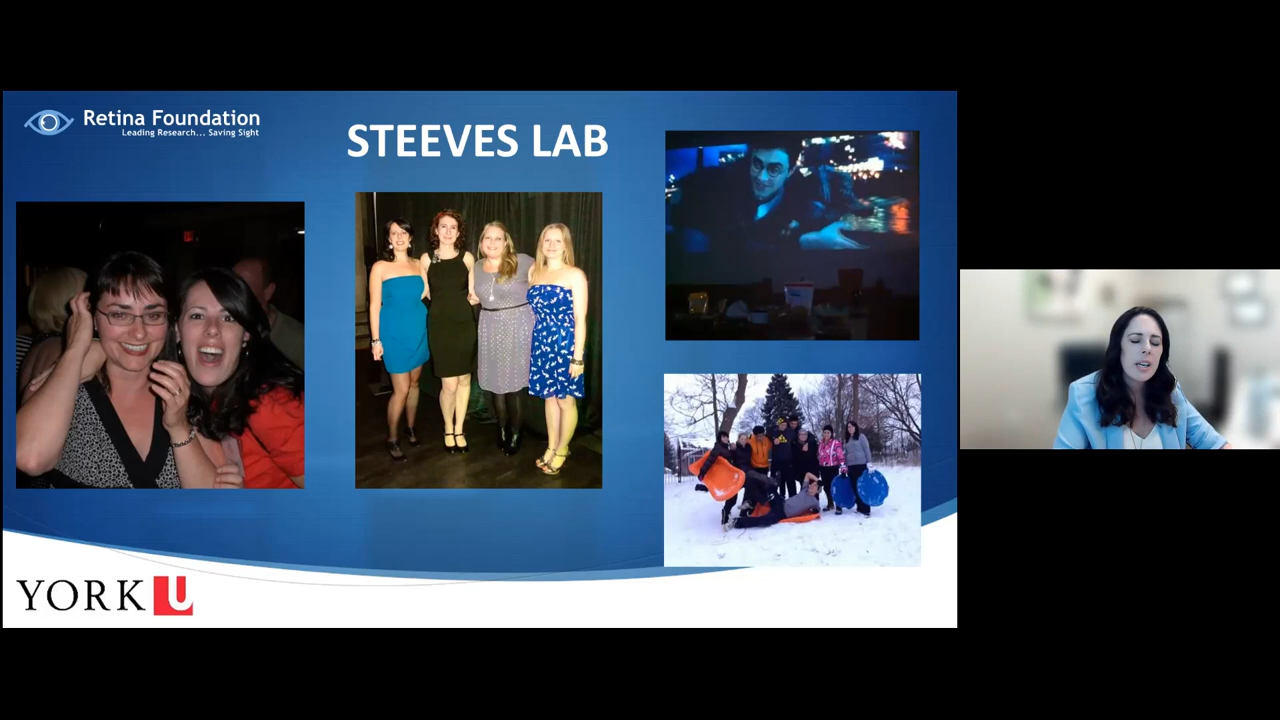 Retina Foundation
Leading Research... Saving Sight
STEEVES LAB
YORK U